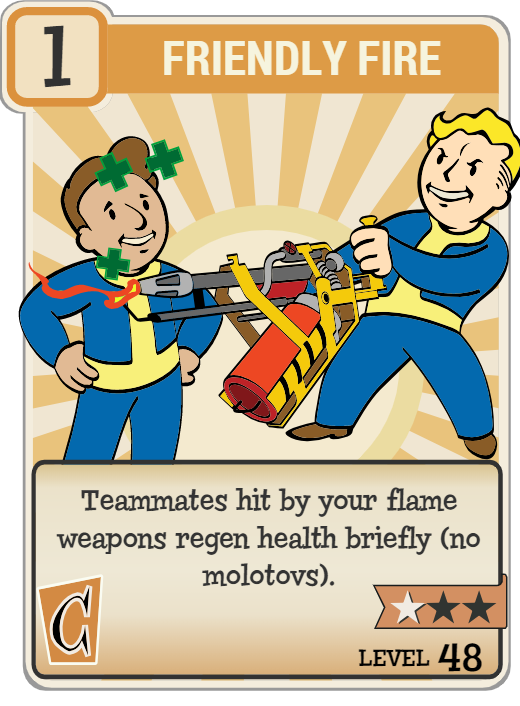 1
FRIENDLY FIRE
Teammates hit by your flame
weapons regen health briefly (no
molotovs).
C
LEVEL 48